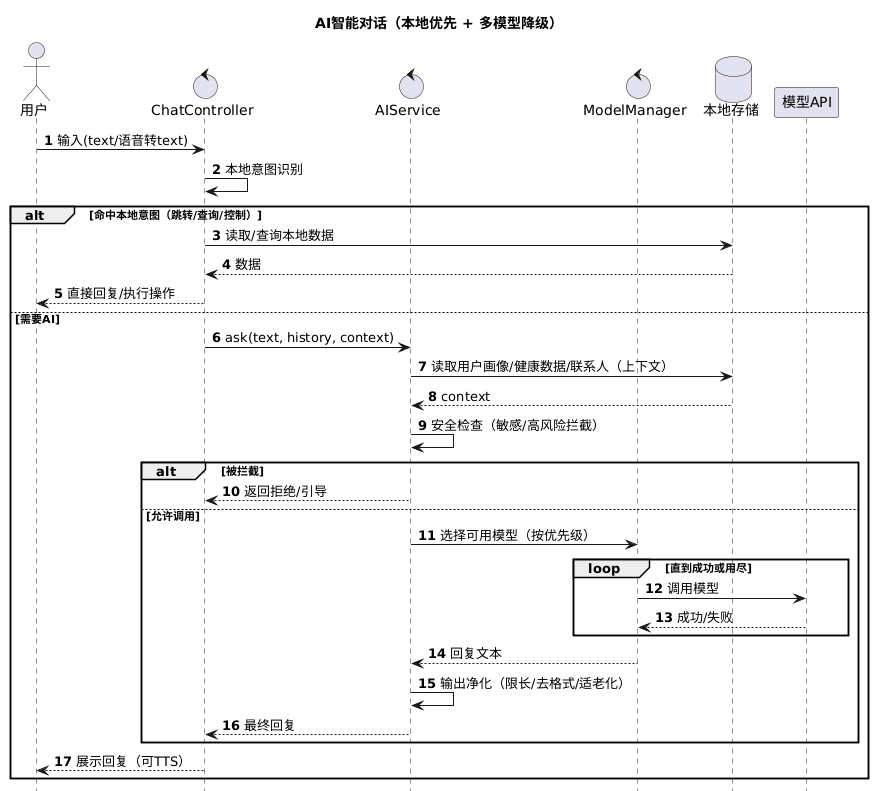 AI智能对话（本地优先 + 多模型降级）
用户
ChatController
AIService
ModelManager
本地存储
模型API
1 输入(text/语音转text)
2 本地意图识别
alt [命中本地意图（跳转/查询/控制）]
3 读取/查询本地数据
4 数据
5 直接回复/执行操作
[需要AI]
6 ask(text, history, context)
7 读取用户画像/健康数据/联系人（上下文）
8 context
9 安全检查（敏感/高风险拦截）
alt [被拦截]
10 返回拒绝/引导
[允许调用]
11 选择可用模型（按优先级）
loop [直到成功或用尽]
12 调用模型
13 成功/失败
14 回复文本
15 输出净化（限长/去格式/适老化）
16 最终回复
17 展示回复（可TTS）